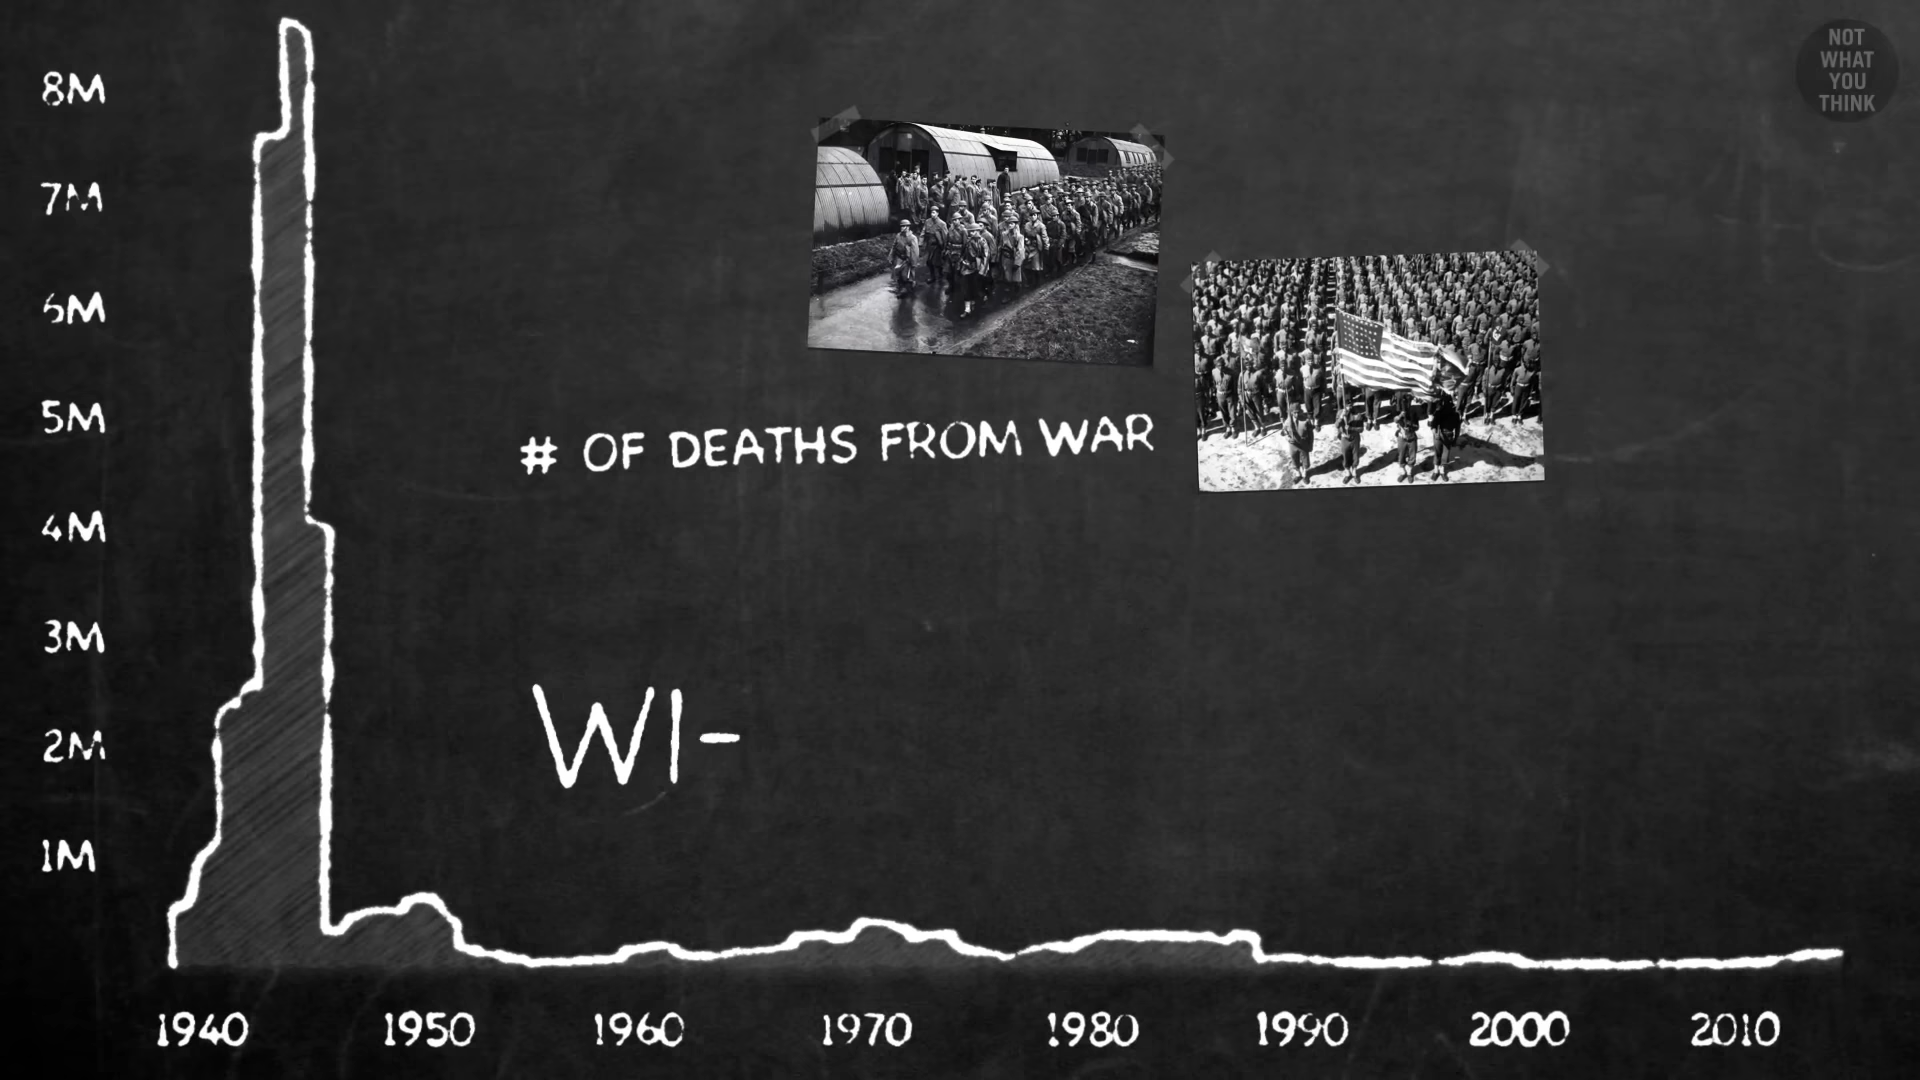 NOT
WHAT
YOU
THINK
8M
7M
6M
5M
4M
3M
2M
1M
# OF DEATHS FROM WAR
WI-
1940 1950 1960 1970 1980 1990 2000 2010